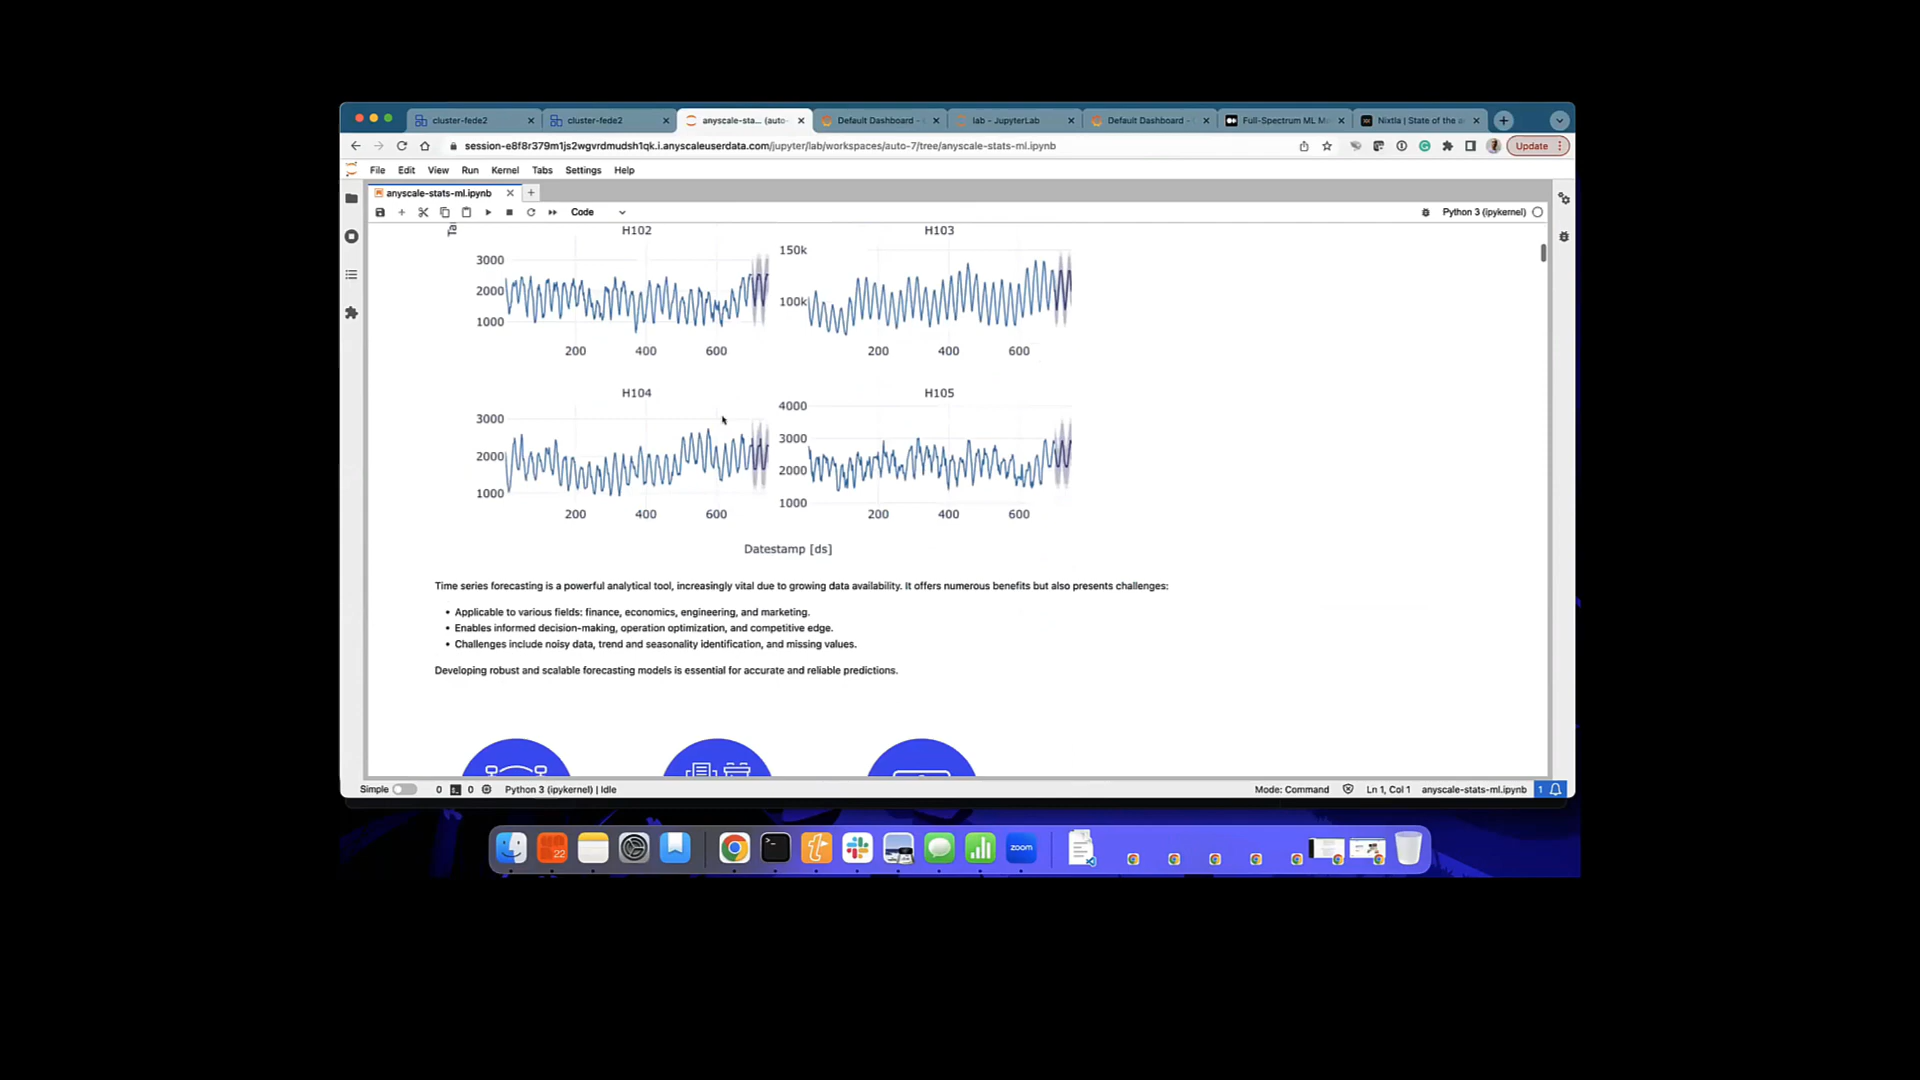 cluster-fede2
cluster-fede2
anyscale-sta... (auto-
Default Dashboard -
lab - JupyterLab
Default Dashboard -
Full-Spectrum ML M
Nixtla | State of the a
session-e8f8r379m1js2wgvrdmudsh1qk.i.anyscaleuserdata.com/jupyter/lab/workspaces/auto-7/tree/anyscale-stats-ml.ipynb
Update
File Edit View Run Kernel Tabs Settings Help
anyscale-stats-ml.ipynb
Code
Python 3 (ipykernel)
Ta
H102
3000
2000
1000
200 400 600
H103
150k
100k
200 400 600
H104
3000
2000
1000
200 400 600
H105
4000
3000
2000
1000
200 400 600
Datestamp [ds]
Time series forecasting is a powerful analytical tool, increasingly vital due to growing data availability. It offers numerous benefits but also presents challenges:
• Applicable to various fields: finance, economics, engineering, and marketing.
• Enables informed decision-making, operation optimization, and competitive edge.
• Challenges include noisy data, trend and seasonality identification, and missing values.
Developing robust and scalable forecasting models is essential for accurate and reliable predictions.
Simple 0 0 Python 3 (ipykernel) | Idle
Mode: Command Ln 1, Col 1 anyscale-stats-ml.ipynb 1
22
zoom